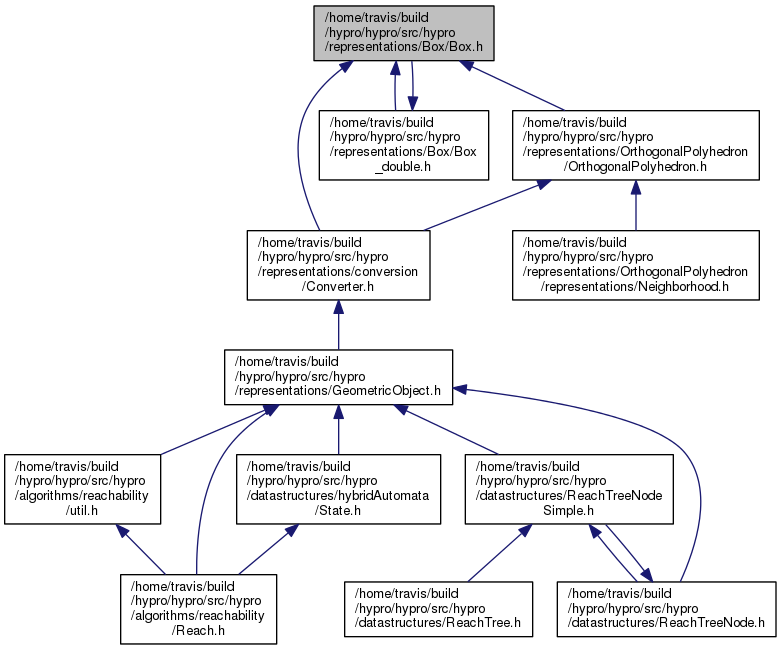 /home/travis/build
/hypro/hypro/src/hypro
/representations/Box/Box.h
/home/travis/build
/hypro/hypro/src/hypro
/representations/Box/Box
_double.h
/home/travis/build
/hypro/hypro/src/hypro
/representations/OrthogonalPolyhedron
/OrthogonalPolyhedron.h
/home/travis/build
/hypro/hypro/src/hypro
/representations/conversion
/Converter.h
/home/travis/build
/hypro/hypro/src/hypro
/representations/OrthogonalPolyhedron
/representations/Neighborhood.h
/home/travis/build
/hypro/hypro/src/hypro
/representations/GeometricObject.h
/home/travis/build
/hypro/hypro/src/hypro
/algorithms/reachability
/util.h
/home/travis/build
/hypro/hypro/src/hypro
/datastructures/hybridAutomata
/State.h
/home/travis/build
/hypro/hypro/src/hypro
/datastructures/ReachTreeNode
Simple.h
/home/travis/build
/hypro/hypro/src/hypro
/algorithms/reachability
/Reach.h
/home/travis/build
/hypro/hypro/src/hypro
/datastructures/ReachTree.h
/home/travis/build
/hypro/hypro/src/hypro
/datastructures/ReachTreeNode.h